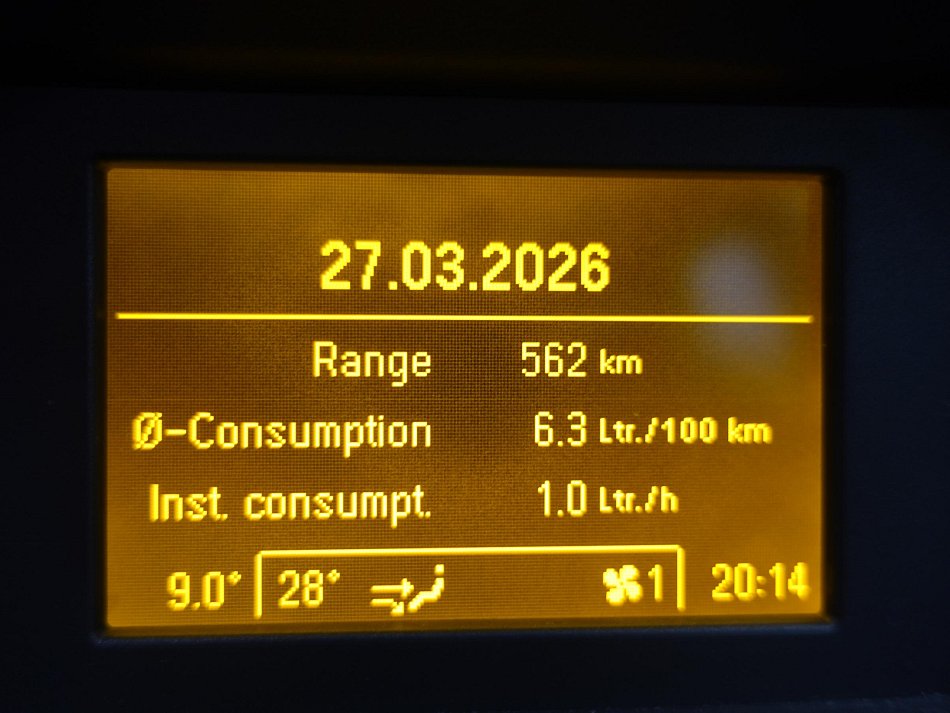 27.03.2026
Range 562 km
Ø-Consumption 6.3 Ltr./100 km
Inst. consumpt. 1.0 Ltr./h
9.0° 28° 1 20:14